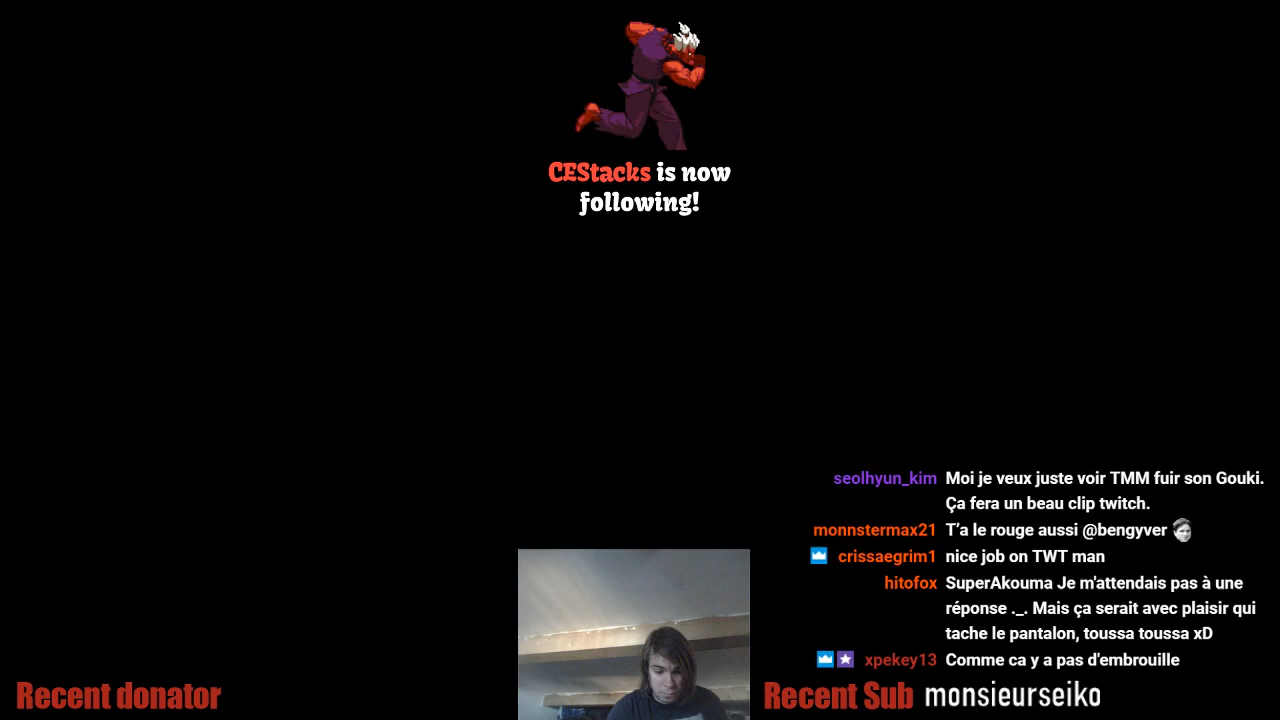 CEStacks is now
following!
seolhyun_kim Moi je veux juste voir TMM fuir son Gouki.
Ça fera un beau clip twitch.
monnstermax21 T'a le rouge aussi @bengyver
crissaegrim1 nice job on TWT man
hitofox SuperAkouma Je m'attendais pas à une
réponse ._. Mais ça serait avec plaisir qui
tache le pantalon, toussa toussa xD
xpekey13 Comme ca y a pas d'embrouille
Recent donator
Recent Sub monsieurseiko